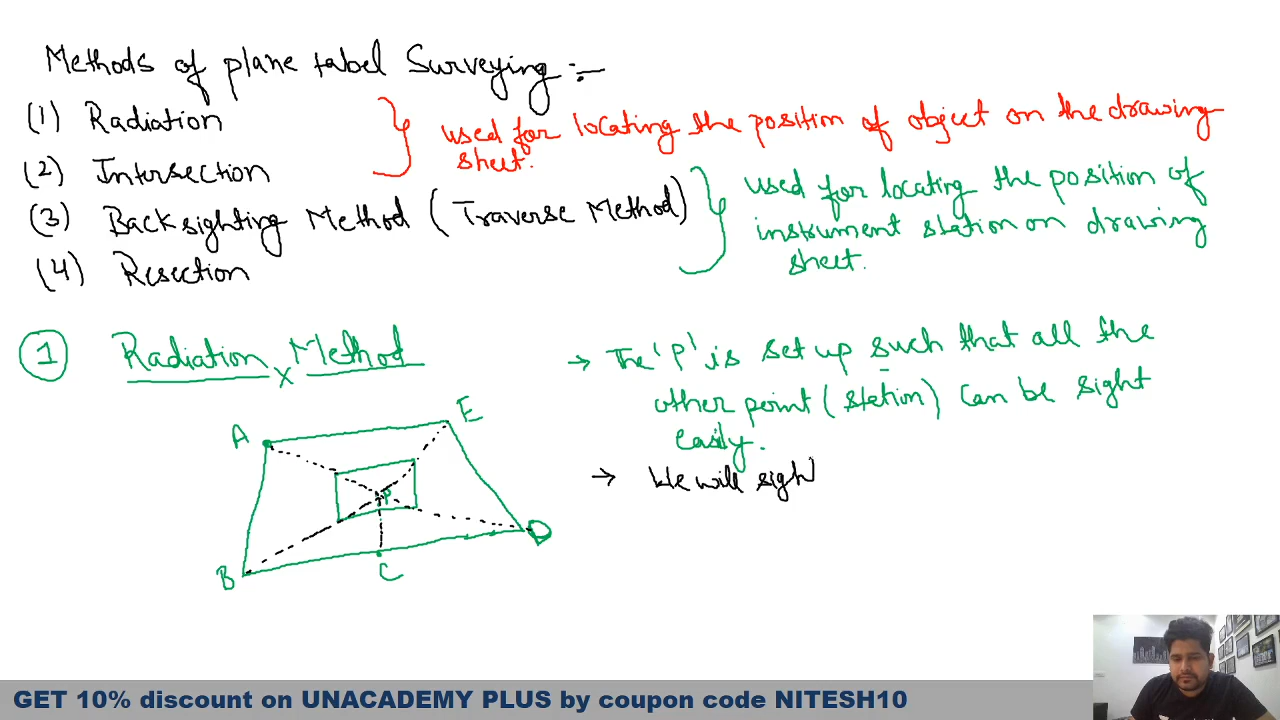 Methods of plane tabel Surveying :-
(1) Radiation
(2) Intersection
used for locating the position of object on the drawing
sheet.
(3) Backsighting Method (Traverse Method)
(4) Resection
used for locating the position of
instrument station on drawing
sheet.
1 Radiation Method
x
→ The 'P' is set up such that all the
other point (station) can be sight
easily.
→ We will sigh
A
E
P
B
C
D
GET 10% discount on UNACADEMY PLUS by coupon code NITESH10